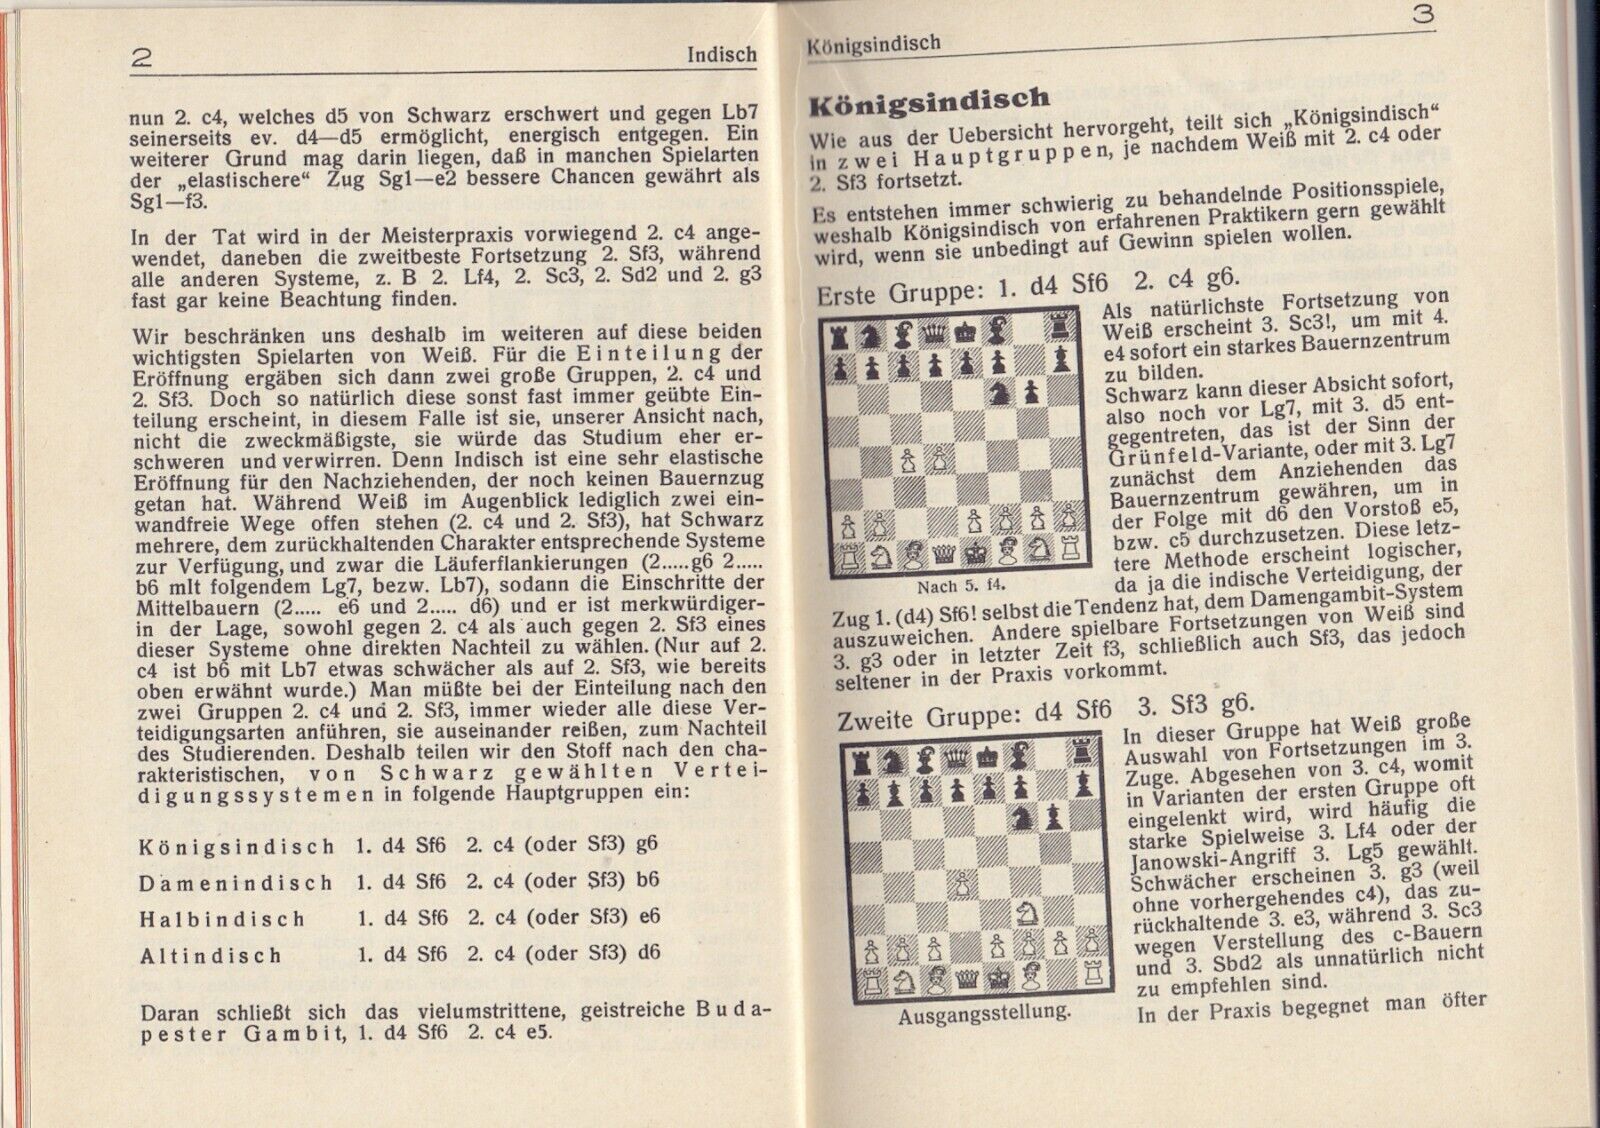 2
Indisch
nun 2. c4, welches d5 von Schwarz erschwert und gegen Lb7
seinerseits ev. d4—d5 ermöglicht, energisch entgegen. Ein
weiterer Grund mag darin liegen, daß in manchen Spielarten
der „elastischere“ Zug Sg1—e2 bessere Chancen gewährt als
Sg1—f3.
In der Tat wird in der Meisterpraxis vorwiegend 2. c4 ange-
wendet, daneben die zweitbeste Fortsetzung 2. Sf3, während
alle anderen Systeme, z. B 2. Lf4, 2. Sc3, 2. Sd2 und 2. g3
fast gar keine Beachtung finden.
Wir beschränken uns deshalb im weiteren auf diese beiden
wichtigsten Spielarten von Weiß. Für die Einteilung der
Eröffnung ergäben sich dann zwei große Gruppen, 2. c4 und
2. Sf3. Doch so natürlich diese sonst fast immer geübte Ein-
teilung erscheint, in diesem Falle ist sie, unserer Ansicht nach,
nicht die zweckmäßigste, sie würde das Studium eher er-
schweren und verwirren. Denn Indisch ist eine sehr elastische
Eröffnung für den Nachziehenden, der noch keinen Bauernzug
getan hat. Während Weiß im Augenblick lediglich zwei ein-
wandfreie Wege offen stehen (2. c4 und 2. Sf3), hat Schwarz
mehrere, dem zurückhaltenden Charakter entsprechende Systeme
zur Verfügung, und zwar die Läuferflankierungen (2.....g6 2.....
b6 mlt folgendem Lg7, bezw. Lb7), sodann die Einschritte der
Mittelbauern (2..... e6 und 2..... d6) und er ist merkwürdiger-
in der Lage, sowohl gegen 2. c4 als auch gegen 2. Sf3 eines
dieser Systeme ohne direkten Nachteil zu wählen. (Nur auf 2.
c4 ist b6 mit Lb7 etwas schwächer als auf 2. Sf3, wie bereits
oben erwähnt wurde.) Man müßte bei der Einteilung nach den
zwei Gruppen 2. c4 und 2. Sf3, immer wieder alle diese Ver-
teidigungsarten anführen, sie auseinander reißen, zum Nachteil
des Studierenden. Deshalb teilen wir den Stoff nach den cha-
rakteristischen, von Schwarz gewählten Vertei-
digungssystemen in folgende Hauptgruppen ein:
Königsindisch 1. d4 Sf6 2. c4 (oder Sf3) g6
Damenindisch 1. d4 Sf6 2. c4 (oder Sf3) b6
Halbindisch 1. d4 Sf6 2. c4 (oder Sf3) e6
Altindisch 1. d4 Sf6 2. c4 (oder Sf3) d6
Daran schließt sich das vielumstrittene, geistreiche Buda-
pester Gambit, 1. d4 Sf6 2. c4 e5.
Königsindisch
3
Königsindisch
Wie aus der Uebersicht hervorgeht, teilt sich „Königsindisch“
in zwei Hauptgruppen, je nachdem Weiß mit 2. c4 oder
2. Sf3 fortsetzt.
Es entstehen immer schwierig zu behandelnde Positionsspiele,
weshalb Königsindisch von erfahrenen Praktikern gern gewählt
wird, wenn sie unbedingt auf Gewinn spielen wollen.
Erste Gruppe: 1. d4 Sf6 2. c4 g6.
Als natürlichste Fortsetzung von
Weiß erscheint 3. Sc3!, um mit 4.
e4 sofort ein starkes Bauernzentrum
zu bilden.
Schwarz kann dieser Absicht sofort,
also noch vor Lg7, mit 3. d5 ent-
gegentreten, das ist der Sinn der
Grünfeld-Variante, oder mit 3. Lg7
zunächst dem Anziehenden das
Bauernzentrum gewähren, um in
der Folge mit d6 den Vorstoß e5,
bzw. c5 durchzusetzen. Diese letz-
tere Methode erscheint logischer,
da ja die indische Verteidigung, der
Nach 5. f4.
Zug 1. (d4) Sf6! selbst die Tendenz hat, dem Damengambit-System
auszuweichen. Andere spielbare Fortsetzungen von Weiß sind
3. g3 oder in letzter Zeit f3, schließlich auch Sf3, das jedoch
seltener in der Praxis vorkommt.
Zweite Gruppe: d4 Sf6 3. Sf3 g6.
In dieser Gruppe hat Weiß große
Auswahl von Fortsetzungen im 3.
Zuge. Abgesehen von 3. c4, womit
in Varianten der ersten Gruppe oft
eingelenkt wird, wird häufig die
starke Spielweise 3. Lf4 oder der
Janowski-Angriff 3. Lg5 gewählt.
Schwächer erscheinen 3. g3 (weil
ohne vorhergehendes c4), das zu-
rückhaltende 3. e3, während 3. Sc3
wegen Verstellung des c-Bauern
und 3. Sbd2 als unnatürlich nicht
zu empfehlen sind.
Ausgangsstellung.
In der Praxis begegnet man öfter